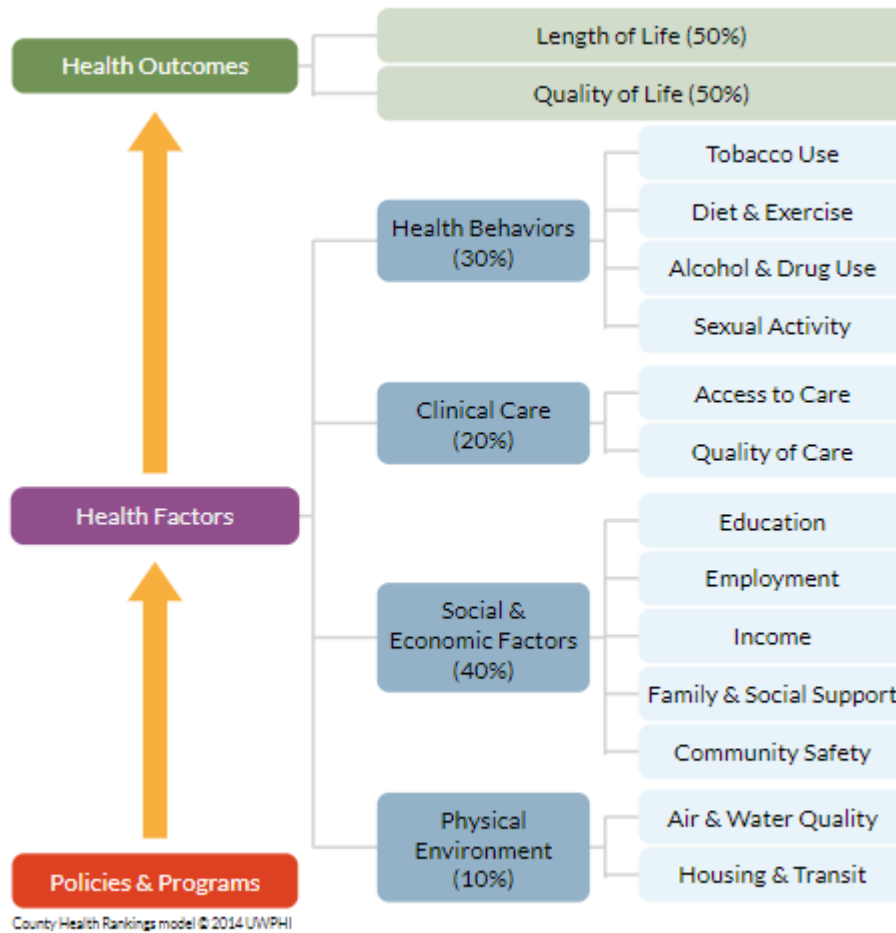 Health Outcomes
Length of Life (50%)
Quality of Life (50%)
Health Factors
Health Behaviors
(30%)
Tobacco Use
Diet & Exercise
Alcohol & Drug Use
Sexual Activity
Clinical Care
(20%)
Access to Care
Quality of Care
Social &
Economic Factors
(40%)
Education
Employment
Income
Family & Social Support
Community Safety
Physical
Environment
(10%)
Air & Water Quality
Housing & Transit
Policies & Programs
County Health Rankings model © 2014 UWPHI